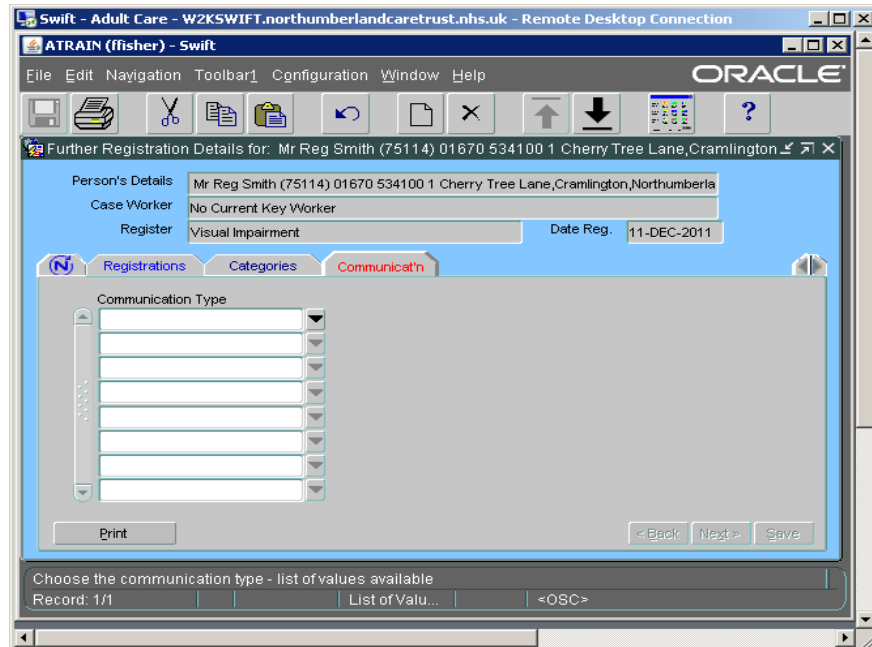 Swift - Adult Care - W2KSWIFT.northumberlandcaretrust.nhs.uk - Remote Desktop Connection
ATRAIN (ffisher) - Swift
File Edit Navigation Toolbar1 Configuration Window Help ORACLE
?
Further Registration Details for: Mr Reg Smith (75114) 01670 534100 1 Cherry Tree Lane,Cramlington
Person's Details Mr Reg Smith (75114) 01670 534100 1 Cherry Tree Lane,Cramlington,Northumberla
Case Worker No Current Key Worker
Register Visual Impairment Date Reg. 11-DEC-2011
N Registrations Categories Communicat'n
Communication Type
Print < Back Next > Save
Choose the communication type - list of values available
Record: 1/1 List of Valu... <OSC>